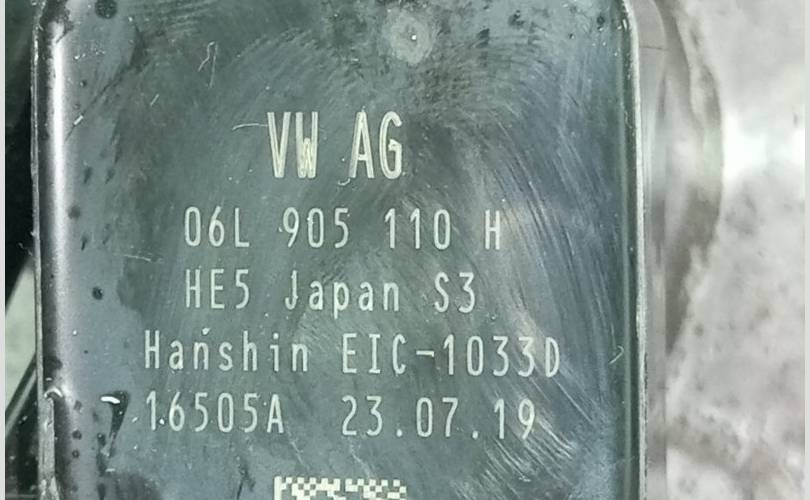 VW AG
06L 905 110 H
HE5 Japan S3
Hanshin EIC-1033D
16505A 23.07.19